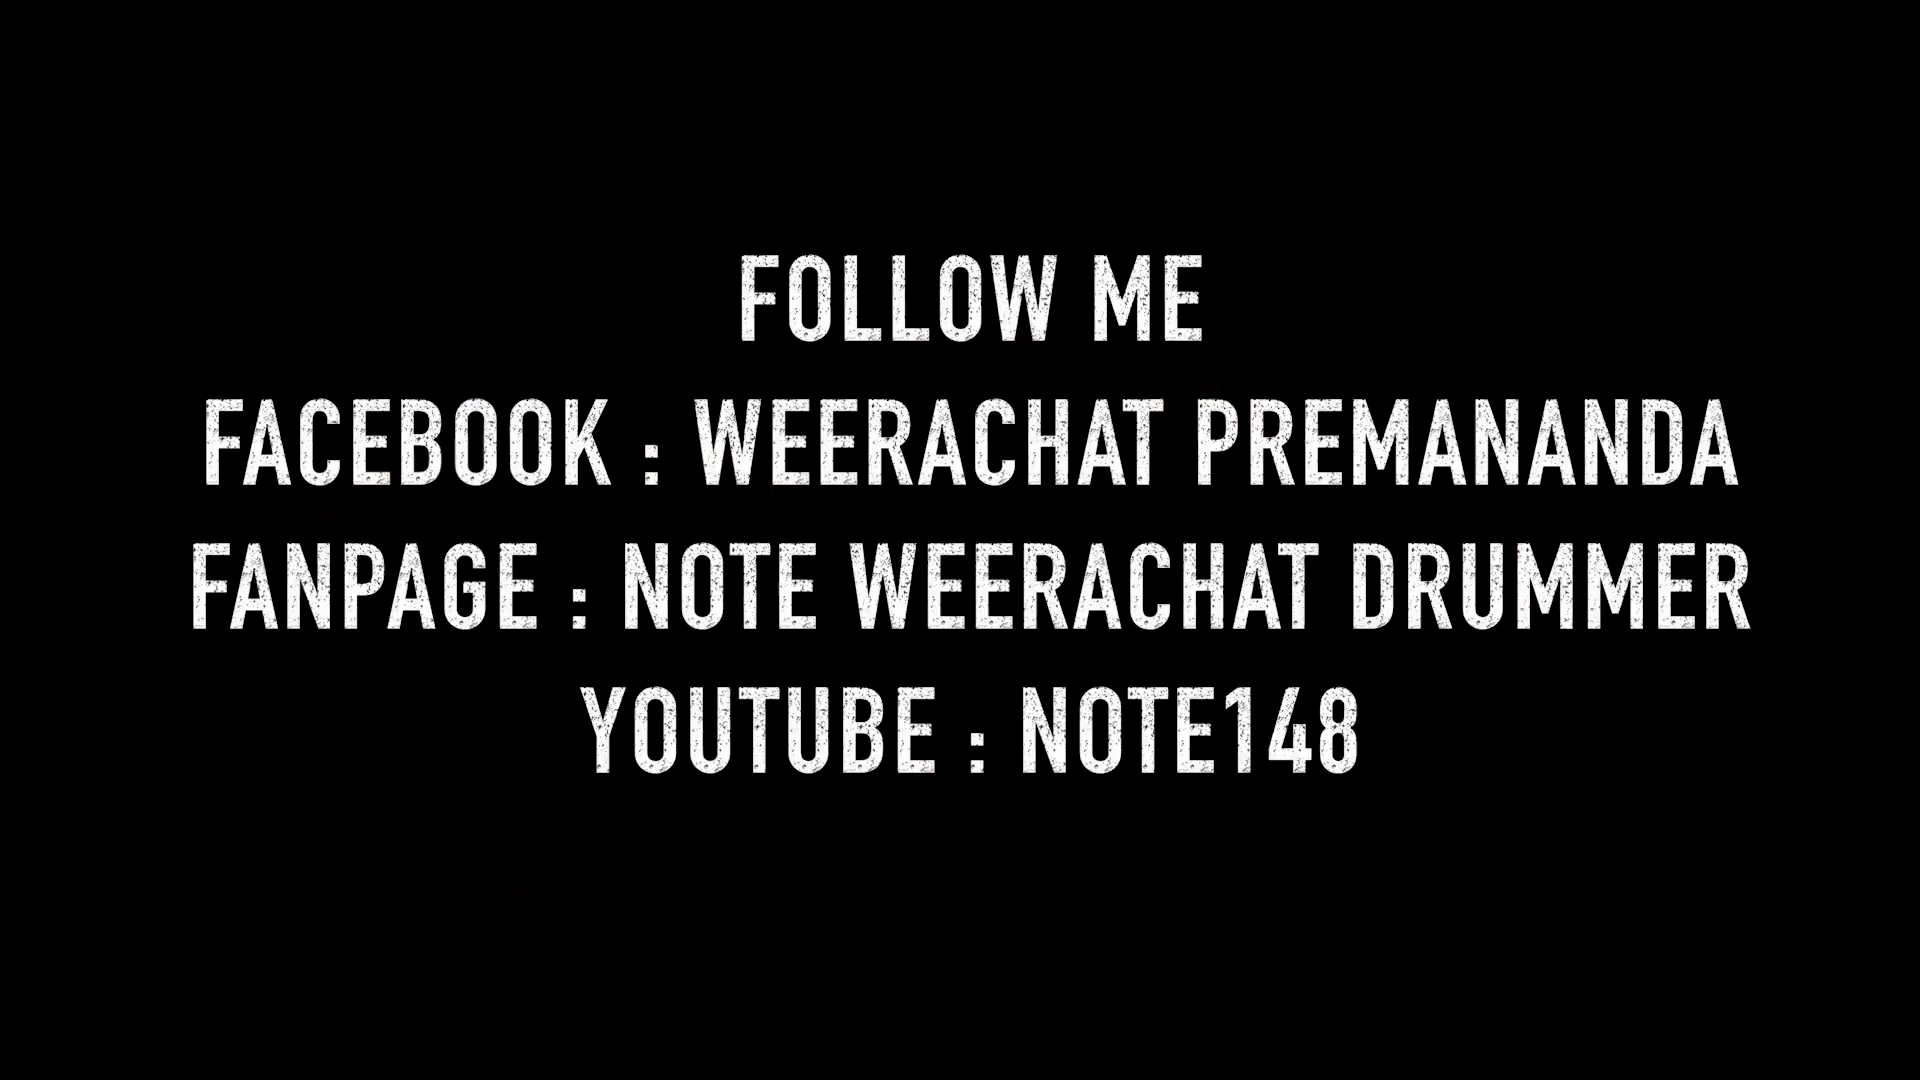 FOLLOW ME
FACEBOOK : WEERACHAT PREMANANDA
FANPAGE : NOTE WEERACHAT DRUMMER
YOUTUBE : NOTE148